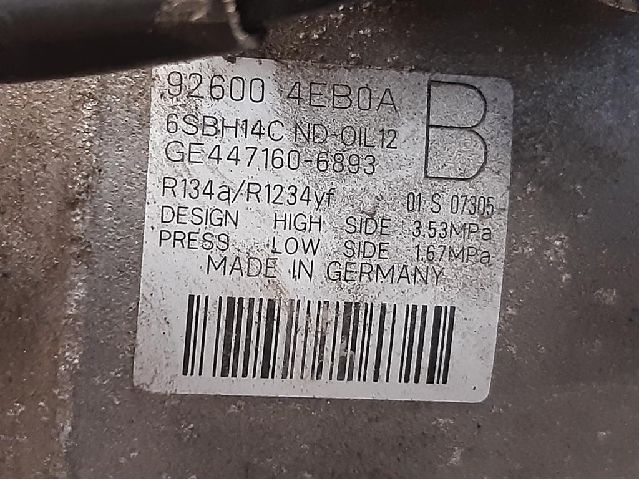 92600 4EB0A B
6SBH14C ND-OIL12
GE447160-6893
R134a/R1234yf 01 S 07305
DESIGN HIGH SIDE 3.53MPa
PRESS. LOW SIDE 1.67MPa
MADE IN GERMANY